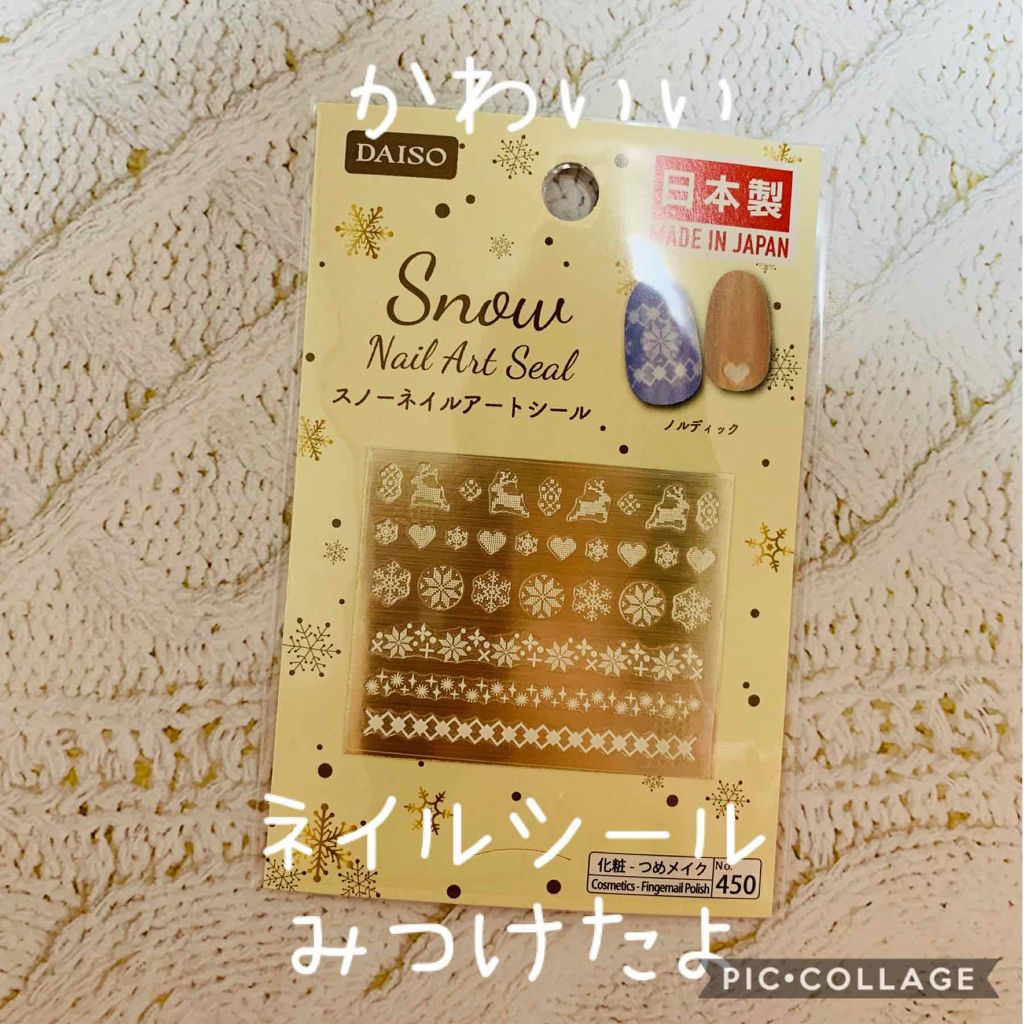 かわいい
DAISO
日本製
MADE IN JAPAN
Snow
Nail Art Seal
スノーネイルアートシール
ノルディック
ネイルシール
化粧 - つめメイク
Cosmetics - Fingernail Polish
No.
450
みつけたよ
PIC•COLLAGE